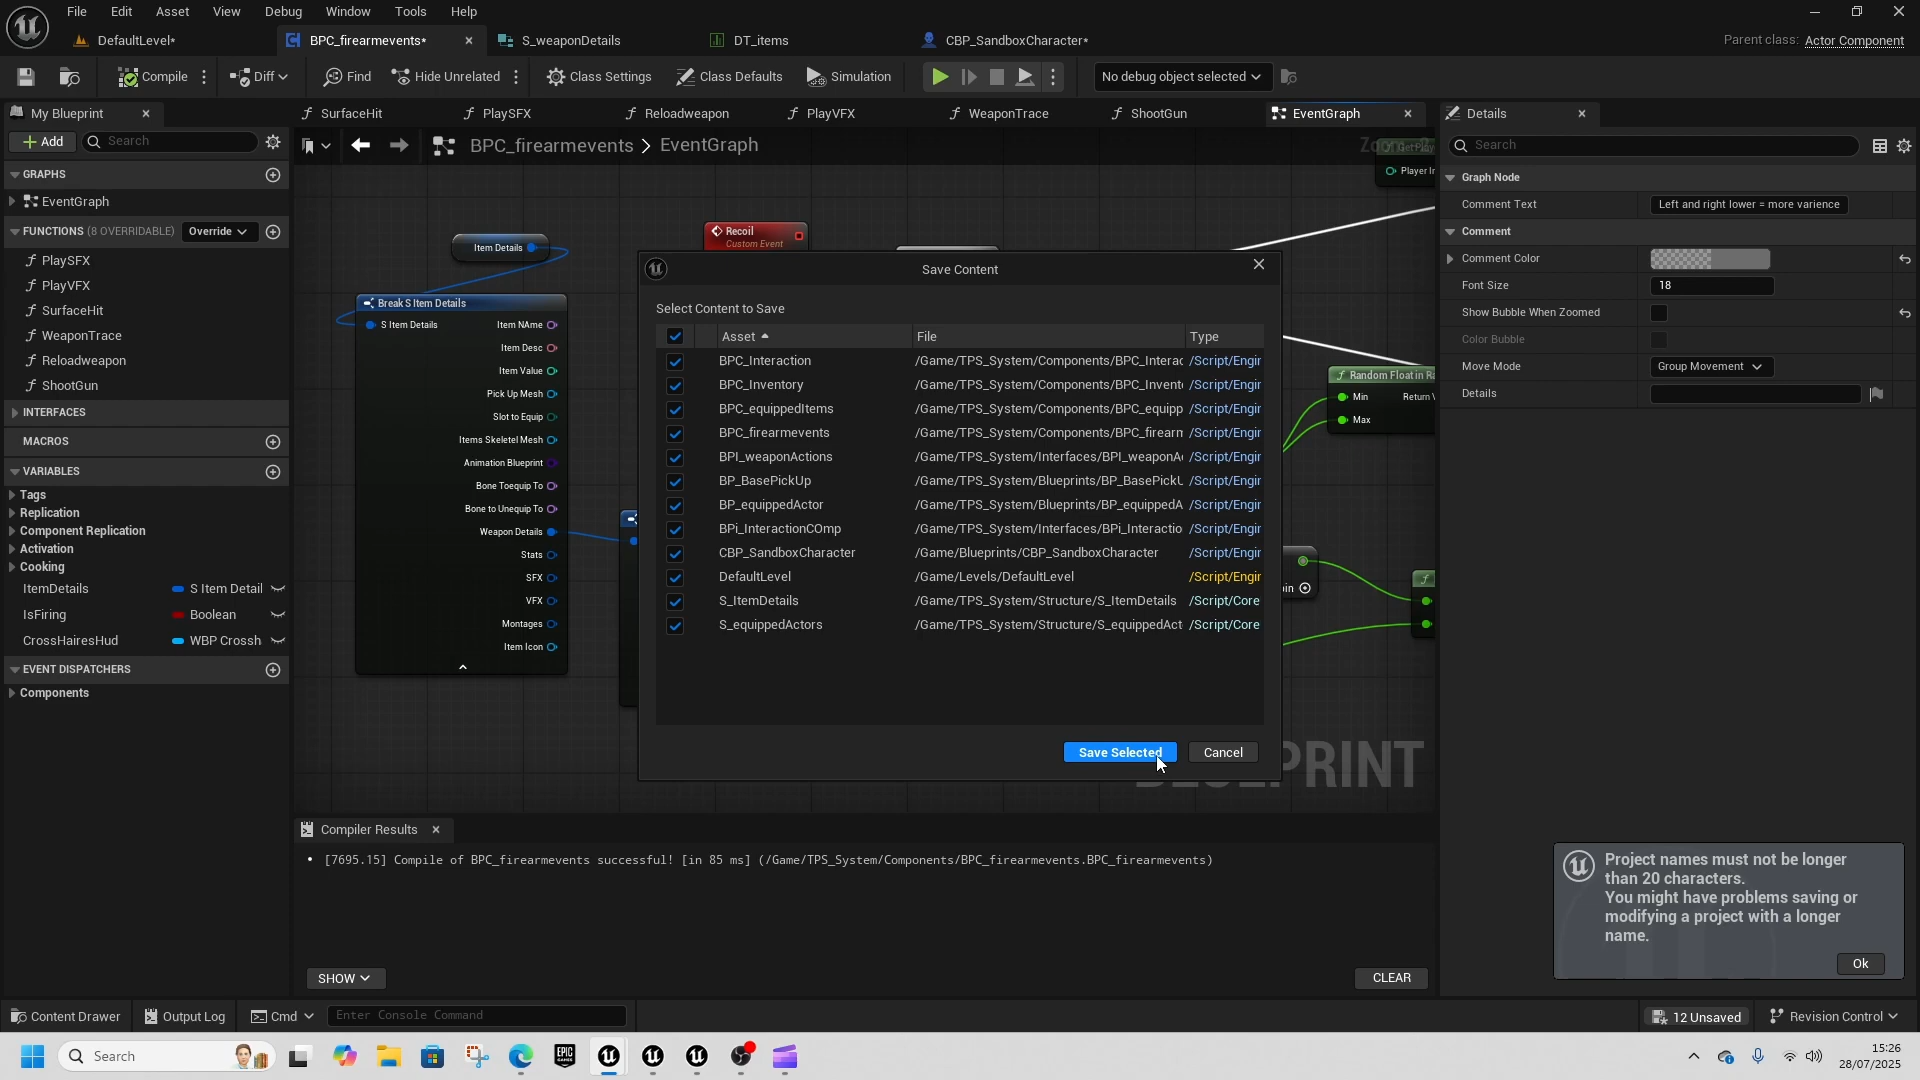 File Edit Asset View Debug Window Tools Help
DefaultLevel* BPC_firearmevents* S_weaponDetails DT_items CBP_SandboxCharacter* Parent class: Actor Component
Compile Diff Find Hide Unrelated Class Settings Class Defaults Simulation No debug object selected
My Blueprint SurfaceHit PlaySFX Reloadweapon PlayVFX WeaponTrace ShootGun EventGraph Details
Add Search BPC_firearmevents > EventGraph Search
GRAPHS
EventGraph
FUNCTIONS (8 OVERRIDABLE) Override
PlaySFX
PlayVFX
SurfaceHit
WeaponTrace
Reloadweapon
ShootGun
INTERFACES
MACROS
VARIABLES
Tags
Replication
Component Replication
Activation
Cooking
ItemDetails S Item Detail
IsFiring Boolean
CrossHairesHud WBP Crossh
EVENT DISPATCHERS
Components
Item Details
Recoil
Custom Event
Break S Item Details
S Item Details Item NAme
Item Desc
Item Value
Pick Up Mesh
Slot to Equip
Items Skeletel Mesh
Animation Blueprint
Bone Toequip To
Bone to Unequip To
Weapon Details
Stats
SFX
VFX
Montages
Item Icon
Player In
Random Float in Ra
Min Return V
Max
Save Content
Select Content to Save
Asset File Type
BPC_Interaction /Game/TPS_System/Components/BPC_Interac /Script/Engin
BPC_Inventory /Game/TPS_System/Components/BPC_Invent /Script/Engin
BPC_equippedItems /Game/TPS_System/Components/BPC_equipp /Script/Engin
BPC_firearmevents /Game/TPS_System/Components/BPC_firearm /Script/Engin
BPI_weaponActions /Game/TPS_System/Interfaces/BPI_weaponA /Script/Engin
BP_BasePickUp /Game/TPS_System/Blueprints/BP_BasePickU /Script/Engin
BP_equippedActor /Game/TPS_System/Blueprints/BP_equippedA /Script/Engin
BPi_InteractionCOmp /Game/TPS_System/Interfaces/BPi_Interactio /Script/Engin
CBP_SandboxCharacter /Game/Blueprints/CBP_SandboxCharacter /Script/Engin
DefaultLevel /Game/Levels/DefaultLevel /Script/Engin
S_ItemDetails /Game/TPS_System/Structure/S_ItemDetails /Script/Core
S_equippedActors /Game/TPS_System/Structure/S_equippedAct /Script/Core
Save Selected Cancel
Graph Node
Comment Text Left and right lower = more varience
Comment
Comment Color
Font Size 18
Show Bubble When Zoomed
Color Bubble
Move Mode Group Movement
Details
Compiler Results
[7695.15] Compile of BPC_firearmevents successful! [in 85 ms] (/Game/TPS_System/Components/BPC_firearmevents.BPC_firearmevents)
SHOW CLEAR
Project names must not be longer
than 20 characters.
You might have problems saving or
modifying a project with a longer
name.
Ok
Content Drawer Output Log Cmd Enter Console Command 12 Unsaved Revision Control
Search 15:26
28/07/2025